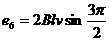 e₆ = 2Blv sin 3π/2